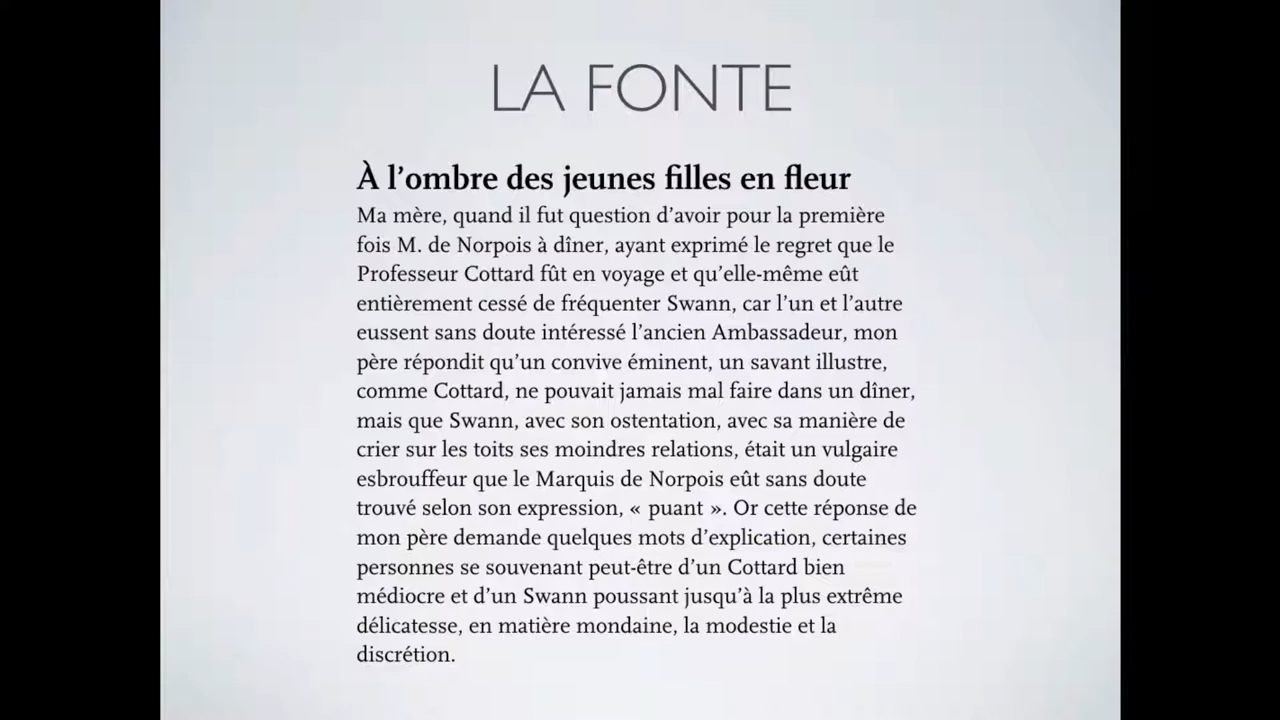 LA FONTE
À l’ombre des jeunes filles en fleur
Ma mère, quand il fut question d’avoir pour la première
fois M. de Norpois à dîner, ayant exprimé le regret que le
Professeur Cottard fût en voyage et qu’elle-même eût
entièrement cessé de fréquenter Swann, car l’un et l’autre
eussent sans doute intéressé l’ancien Ambassadeur, mon
père répondit qu’un convive éminent, un savant illustre,
comme Cottard, ne pouvait jamais mal faire dans un dîner,
mais que Swann, avec son ostentation, avec sa manière de
crier sur les toits ses moindres relations, était un vulgaire
esbrouffeur que le Marquis de Norpois eût sans doute
trouvé selon son expression, « puant ». Or cette réponse de
mon père demande quelques mots d’explication, certaines
personnes se souvenant peut-être d’un Cottard bien
médiocre et d’un Swann poussant jusqu’à la plus extrême
délicatesse, en matière mondaine, la modestie et la
discrétion.